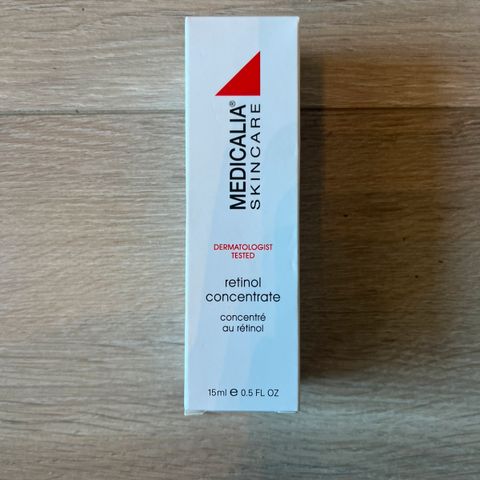 MEDICALIA®
SKINCARE
DERMATOLOGIST
TESTED
retinol
concentrate
concentré
au rétinol
15ml e 0.5 FL OZ